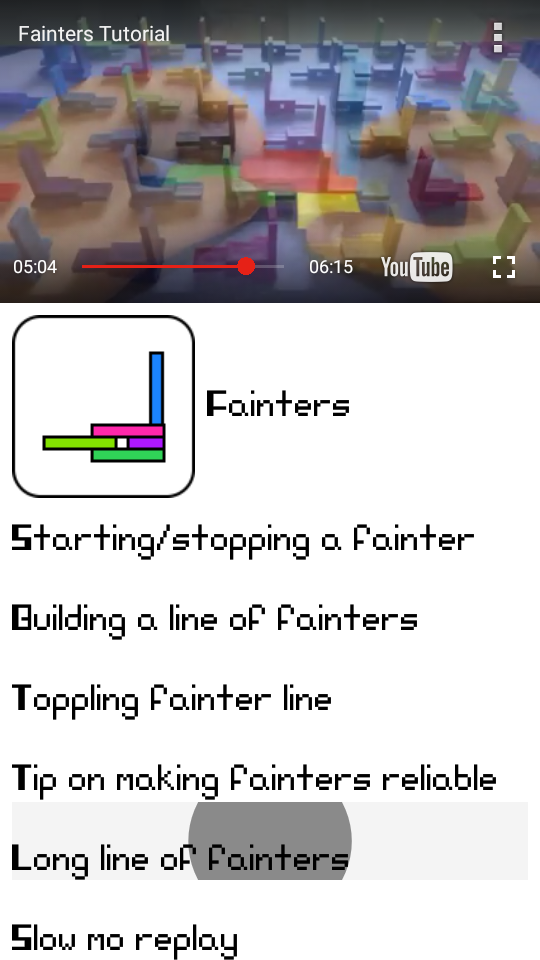 Fainters Tutorial
05:04
06:15
YouTube
Fainters
Starting/stopping a fainter
Building a line of fainters
Toppling fainter line
Tip on making fainters reliable
Long line of fainters
Slow mo replay